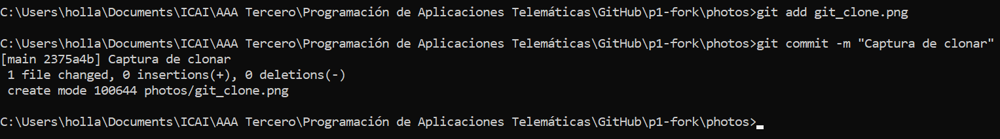 C:\Users\holla\Documents\ICAI\AAA Tercero\Programación de Aplicaciones Telemáticas\GitHub\p1-fork\photos>git add git_clone.png
C:\Users\holla\Documents\ICAI\AAA Tercero\Programación de Aplicaciones Telemáticas\GitHub\p1-fork\photos>git commit -m "Captura de clonar"
[main 2375a4b] Captura de clonar
 1 file changed, 0 insertions(+), 0 deletions(-)
 create mode 100644 photos/git_clone.png
C:\Users\holla\Documents\ICAI\AAA Tercero\Programación de Aplicaciones Telemáticas\GitHub\p1-fork\photos>